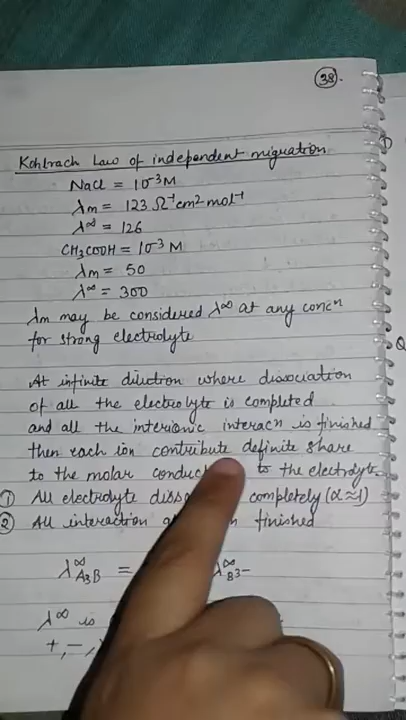 38.
Kohlrach Law of independent migration
NaCl = 10⁻³M
λm = 123 Ω⁻¹cm² mol⁻¹
λ∞ = 126
CH₃COOH = 10⁻³ M
λm = 50
λ∞ = 300
λm may be considered λ∞ at any concⁿ
for strong electrolyte
At infinite dilution where dissociation
of all the electrolyte is completed
and all the interionic interacⁿ is finished
then each ion contribute definite share
to the molar conduc to the electrolyte
① All electrolyte disso completely (α≈1)
② All interaction finished
λ∞A₃B = λ∞B³⁻
λ∞ is
+, −,